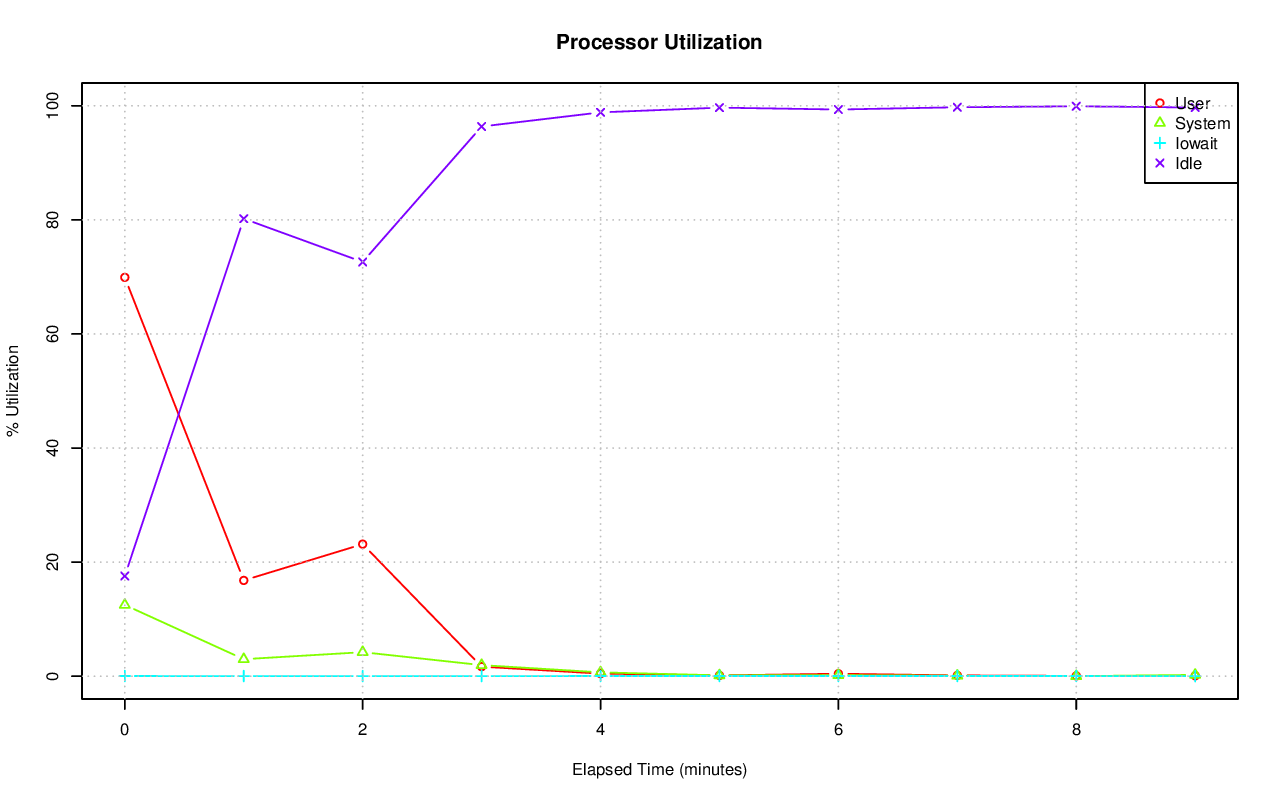 Processor Utilization
100
80
60
40
20
0
% Utilization
User
System
Iowait
Idle
0 2 4 6 8
Elapsed Time (minutes)